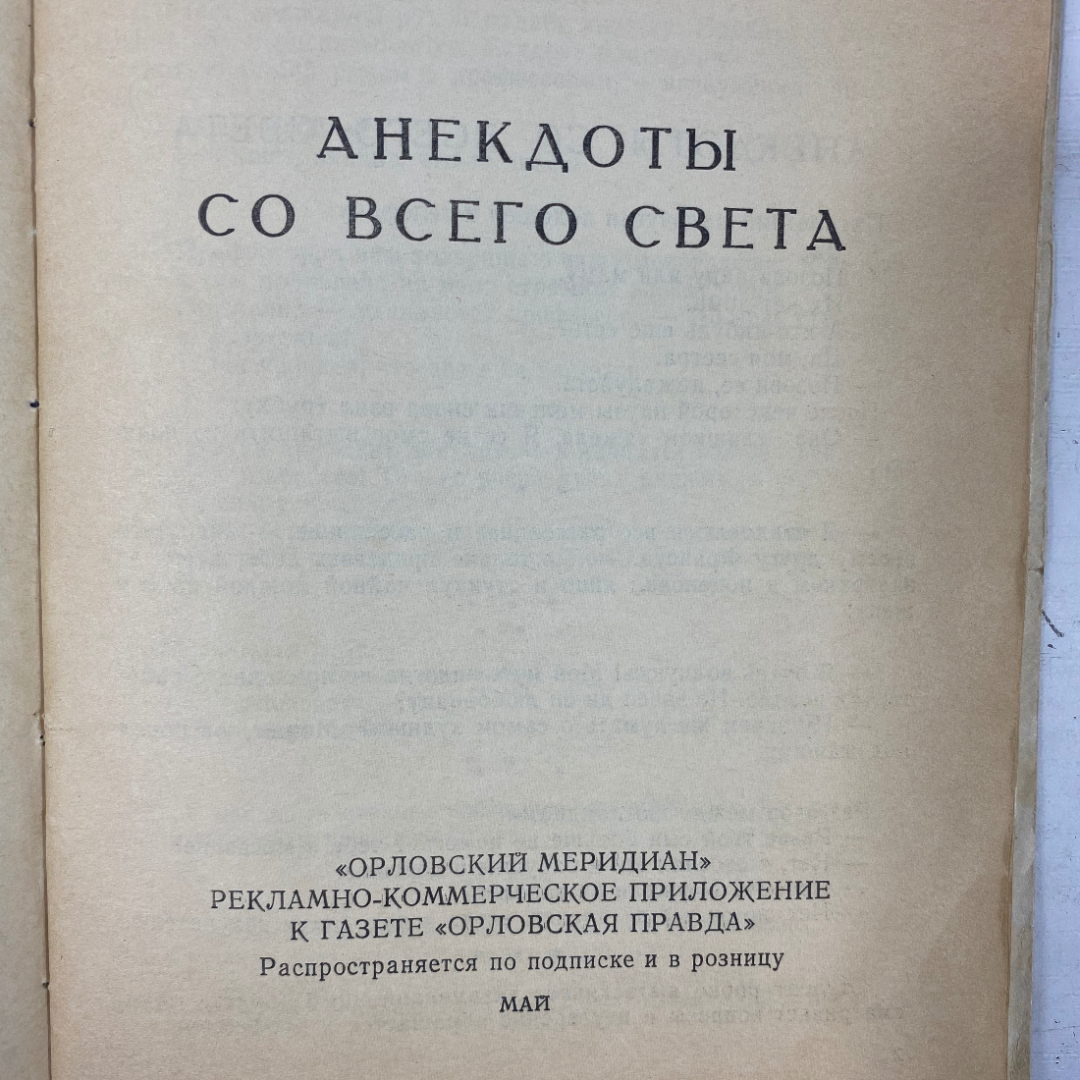 АНЕКДОТЫ
СО ВСЕГО СВЕТА
«ОРЛОВСКИЙ МЕРИДИАН»
РЕКЛАМНО-КОММЕРЧЕСКОЕ ПРИЛОЖЕНИЕ
К ГАЗЕТЕ «ОРЛОВСКАЯ ПРАВДА»
Распространяется по подписке и в розницу
МАЙ